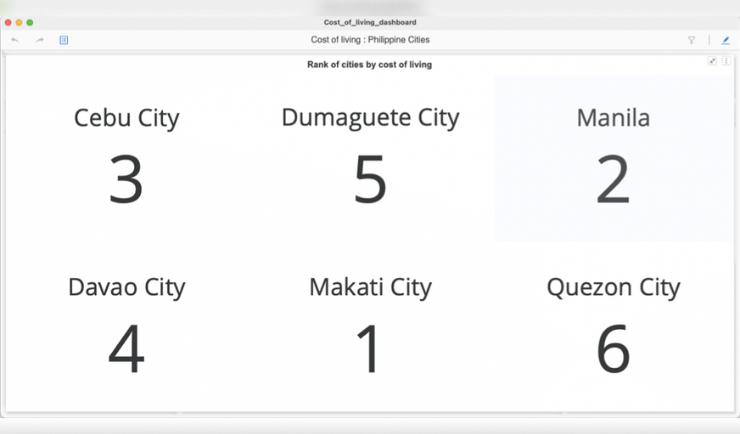 Cost_of_living_dashboard
Cost of living : Philippine Cities
Rank of cities by cost of living
Cebu City
Dumaguete City
Manila
3
5
2
Davao City
Makati City
Quezon City
4
1
6